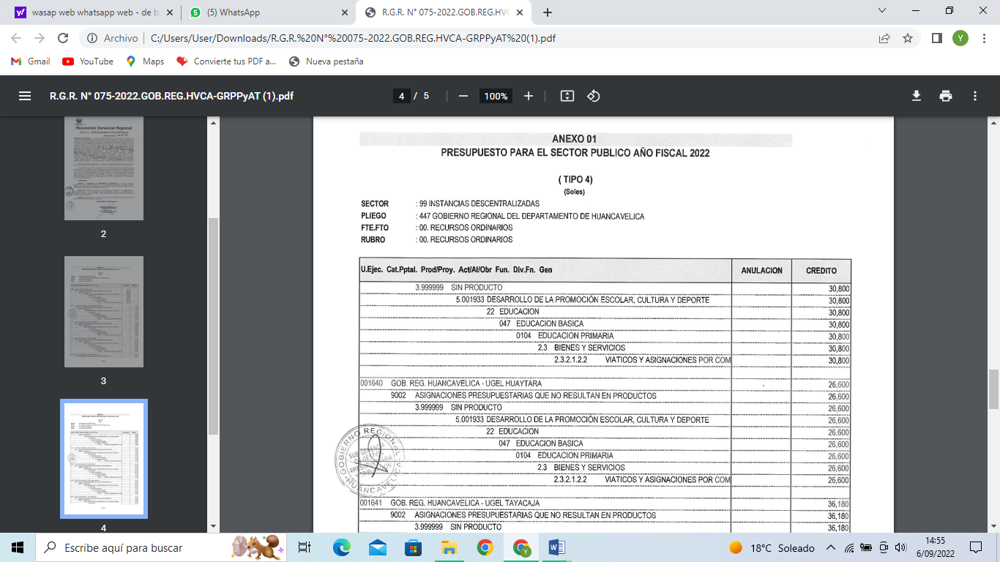 wasap web whatsapp web - de b
(5) WhatsApp
R.G.R. N° 075-2022.GOB.REG.HVC
Archivo C:/Users/User/Downloads/R.G.R.%20N°%20075-2022.GOB.REG.HVCA-GRPPyAT%20(1).pdf
Y
Gmail YouTube Maps Convierte tus PDF a... Nueva pestaña
R.G.R. N° 075-2022.GOB.REG.HVCA-GRPPyAT (1).pdf
4 / 5
100%
Resolución Gerencial Regional
2
3
4
ANEXO 01
PRESUPUESTO PARA EL SECTOR PUBLICO AÑO FISCAL 2022
( TIPO 4)
(Soles)
SECTOR : 99 INSTANCIAS DESCENTRALIZADAS
PLIEGO : 447 GOBIERNO REGIONAL DEL DEPARTAMENTO DE HUANCAVELICA
FTE.FTO : 00. RECURSOS ORDINARIOS
RUBRO : 00. RECURSOS ORDINARIOS
U.Ejec. Cat.Pptal. Prod/Proy. Act/Al/Obr Fun. Div.Fn. Gen ANULACION CREDITO
3.999999 SIN PRODUCTO 30,800
5.001933 DESARROLLO DE LA PROMOCIÓN ESCOLAR, CULTURA Y DEPORTE 30,800
22 EDUCACION 30,800
047 EDUCACION BASICA 30,800
0104 EDUCACION PRIMARIA 30,800
2.3 BIENES Y SERVICIOS 30,800
2.3.2.1.2.2 VIATICOS Y ASIGNACIONES POR COM 30,800
001640 GOB. REG. HUANCAVELICA - UGEL HUAYTARA 26,600
9002 ASIGNACIONES PRESUPUESTARIAS QUE NO RESULTAN EN PRODUCTOS 26,600
3.999999 SIN PRODUCTO 26,600
5.001933 DESARROLLO DE LA PROMOCIÓN ESCOLAR, CULTURA Y DEPORTE 26,600
22 EDUCACION 26,600
047 EDUCACION BASICA 26,600
0104 EDUCACION PRIMARIA 26,600
2.3 BIENES Y SERVICIOS 26,600
2.3.2.1.2.2 VIATICOS Y ASIGNACIONES POR COM 26,600
GOBIERNO REGIONAL
HUANCAVELICA
001641 GOB. REG. HUANCAVELICA - UGEL TAYACAJA 36,180
9002 ASIGNACIONES PRESUPUESTARIAS QUE NO RESULTAN EN PRODUCTOS 36,180
3.999999 SIN PRODUCTO 36,180
Escribe aquí para buscar
18°C Soleado
14:55
6/09/2022